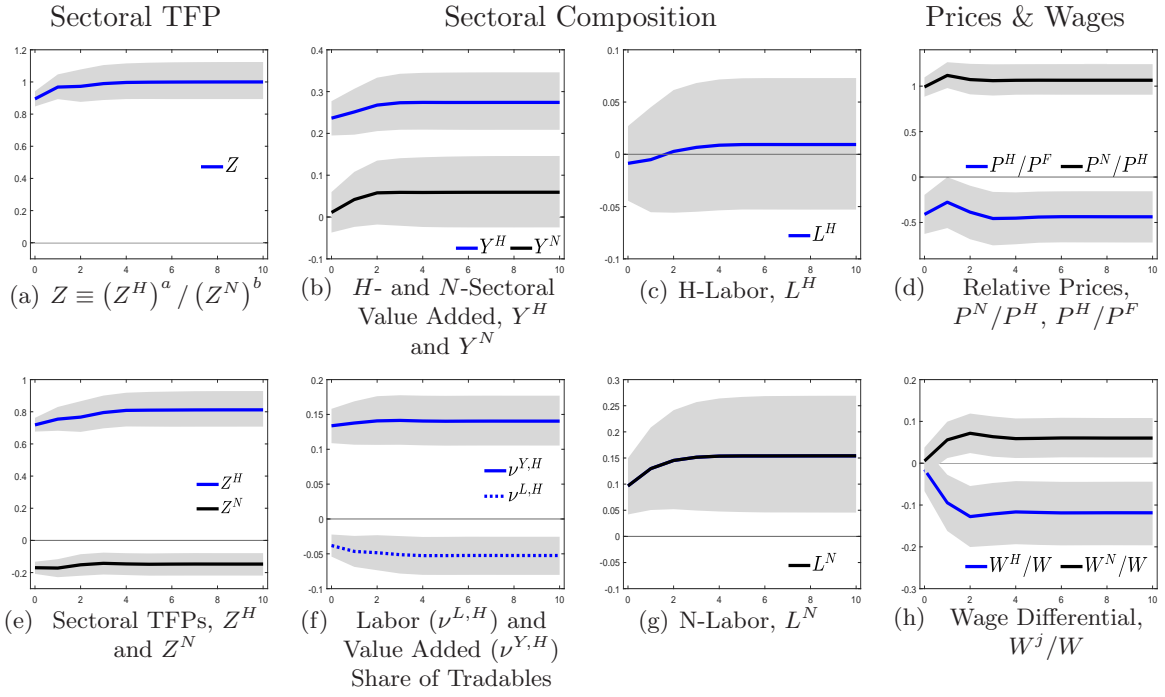 Sectoral TFP
Sectoral Composition
Prices & Wages
1.2
1
0.8
0.6
0.4
0.2
0
Z
0 2 4 6 8 10
(a) Z ≡ (Z^H)^a / (Z^N)^b
0.4
0.3
0.2
0.1
0
-0.1
Y^H Y^N
0 2 4 6 8 10
(b) H- and N-Sectoral
Value Added, Y^H
and Y^N
0.1
0.05
0
-0.05
-0.1
L^H
0 2 4 6 8 10
(c) H-Labor, L^H
1
0.5
0
-0.5
P^H/P^F P^N/P^H
0 2 4 6 8 10
(d) Relative Prices,
P^N/P^H, P^H/P^F
1
0.8
0.6
0.4
0.2
0
-0.2
Z^H
Z^N
0 2 4 6 8 10
(e) Sectoral TFPs, Z^H
and Z^N
0.2
0.15
0.1
0.05
0
-0.05
-0.1
ν^{Y,H}
ν^{L,H}
0 2 4 6 8 10
(f) Labor (ν^{L,H}) and
Value Added (ν^{Y,H})
Share of Tradables
0.3
0.25
0.2
0.15
0.1
0.05
0
-0.05
-0.1
L^N
0 2 4 6 8 10
(g) N-Labor, L^N
0.2
0.1
0
-0.1
-0.2
-0.3
W^H/W W^N/W
0 2 4 6 8 10
(h) Wage Differential,
W^j/W